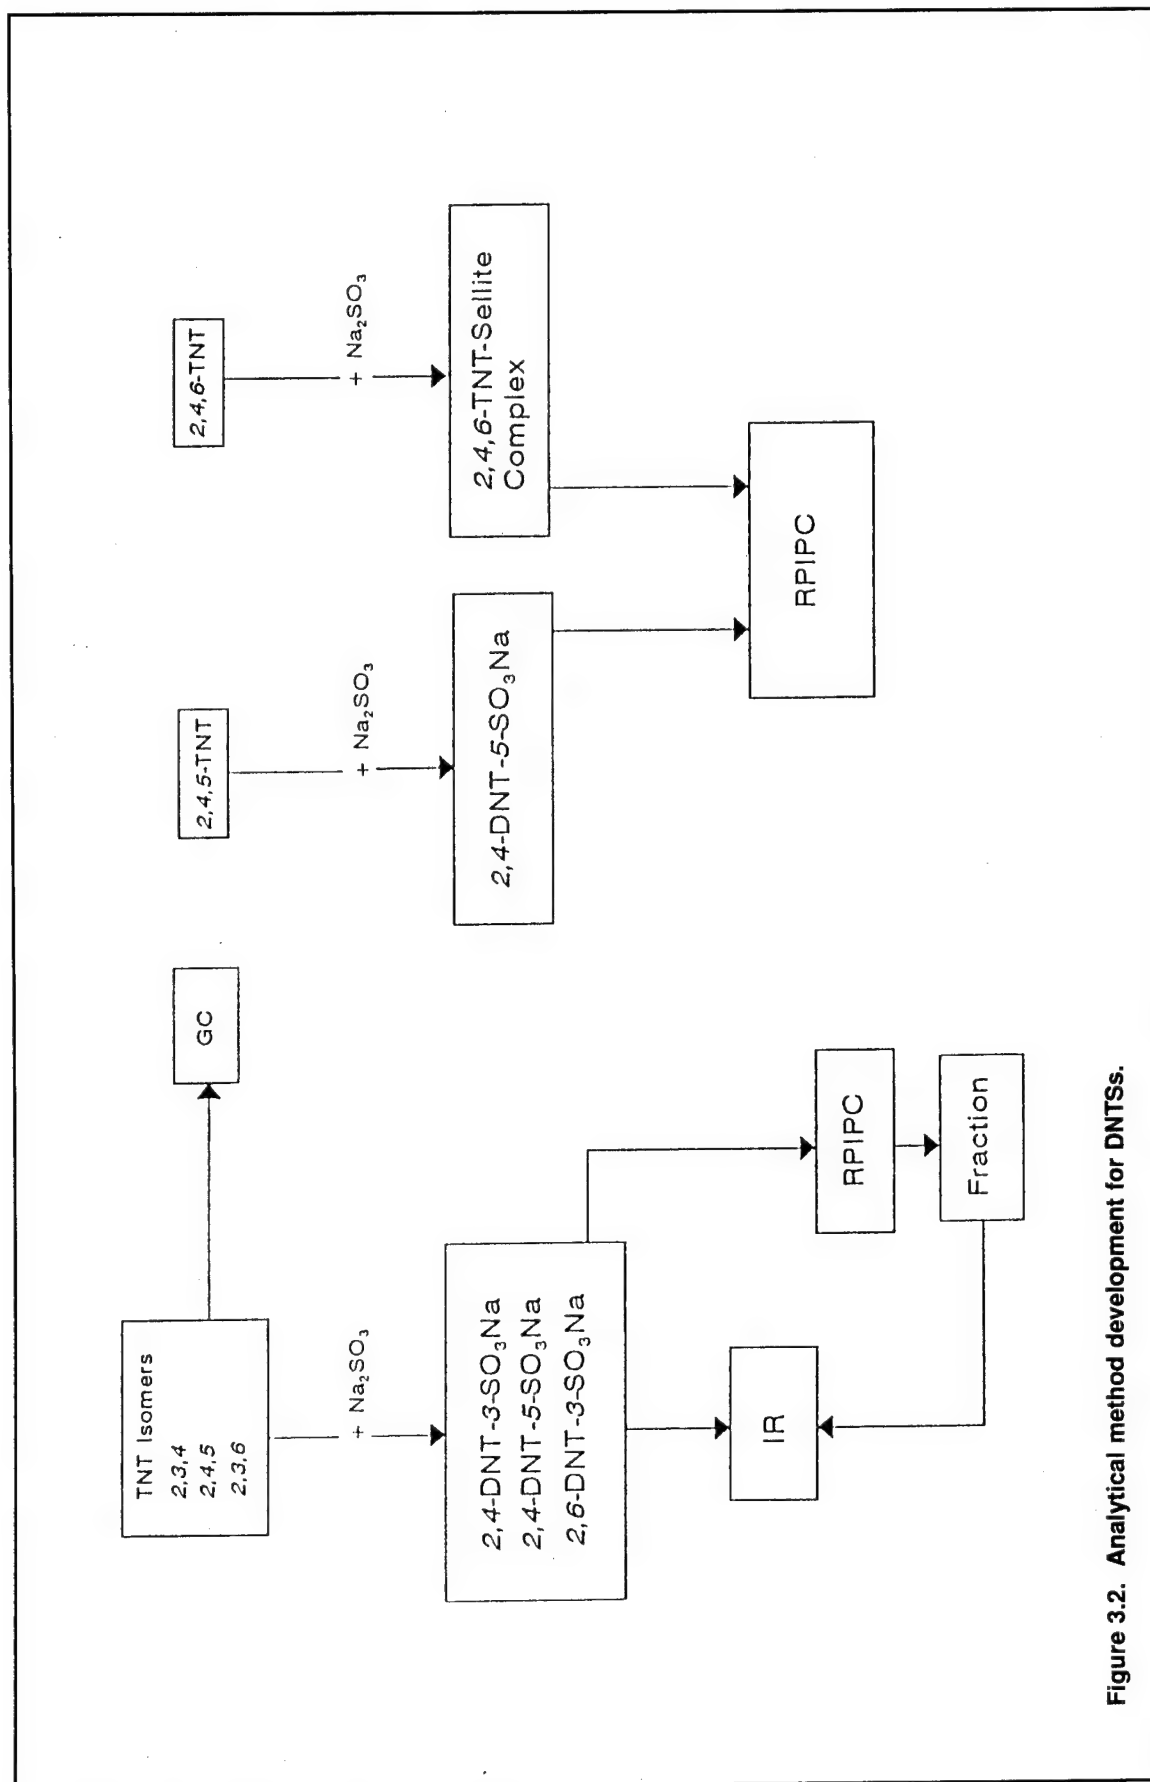 TNT Isomers
2,3,4
2,4,5
2,3,6
GC
+ Na₂SO₃
2,4-DNT-3-SO₃Na
2,4-DNT-5-SO₃Na
2,6-DNT-3-SO₃Na
IR
RPIPC
Fraction
2,4,5-TNT
+ Na₂SO₃
2,4-DNT-5-SO₃Na
2,4,6-TNT
+ Na₂SO₃
2,4,6-TNT-Sellite
Complex
RPIPC
Figure 3.2. Analytical method development for DNTSs.